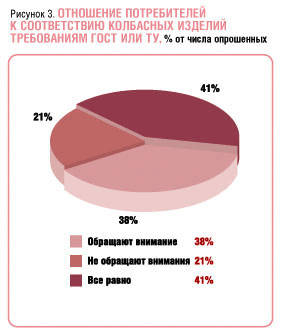 Рисунок 3. ОТНОШЕНИЕ ПОТРЕБИТЕЛЕЙ
К СООТВЕТСТВИЮ КОЛБАСНЫХ ИЗДЕЛИЙ
ТРЕБОВАНИЯМ ГОСТ ИЛИ ТУ, % от числа опрошенных
41%
21%
38%
Обращают внимание 38%
Не обращают внимания 21%
Все равно 41%